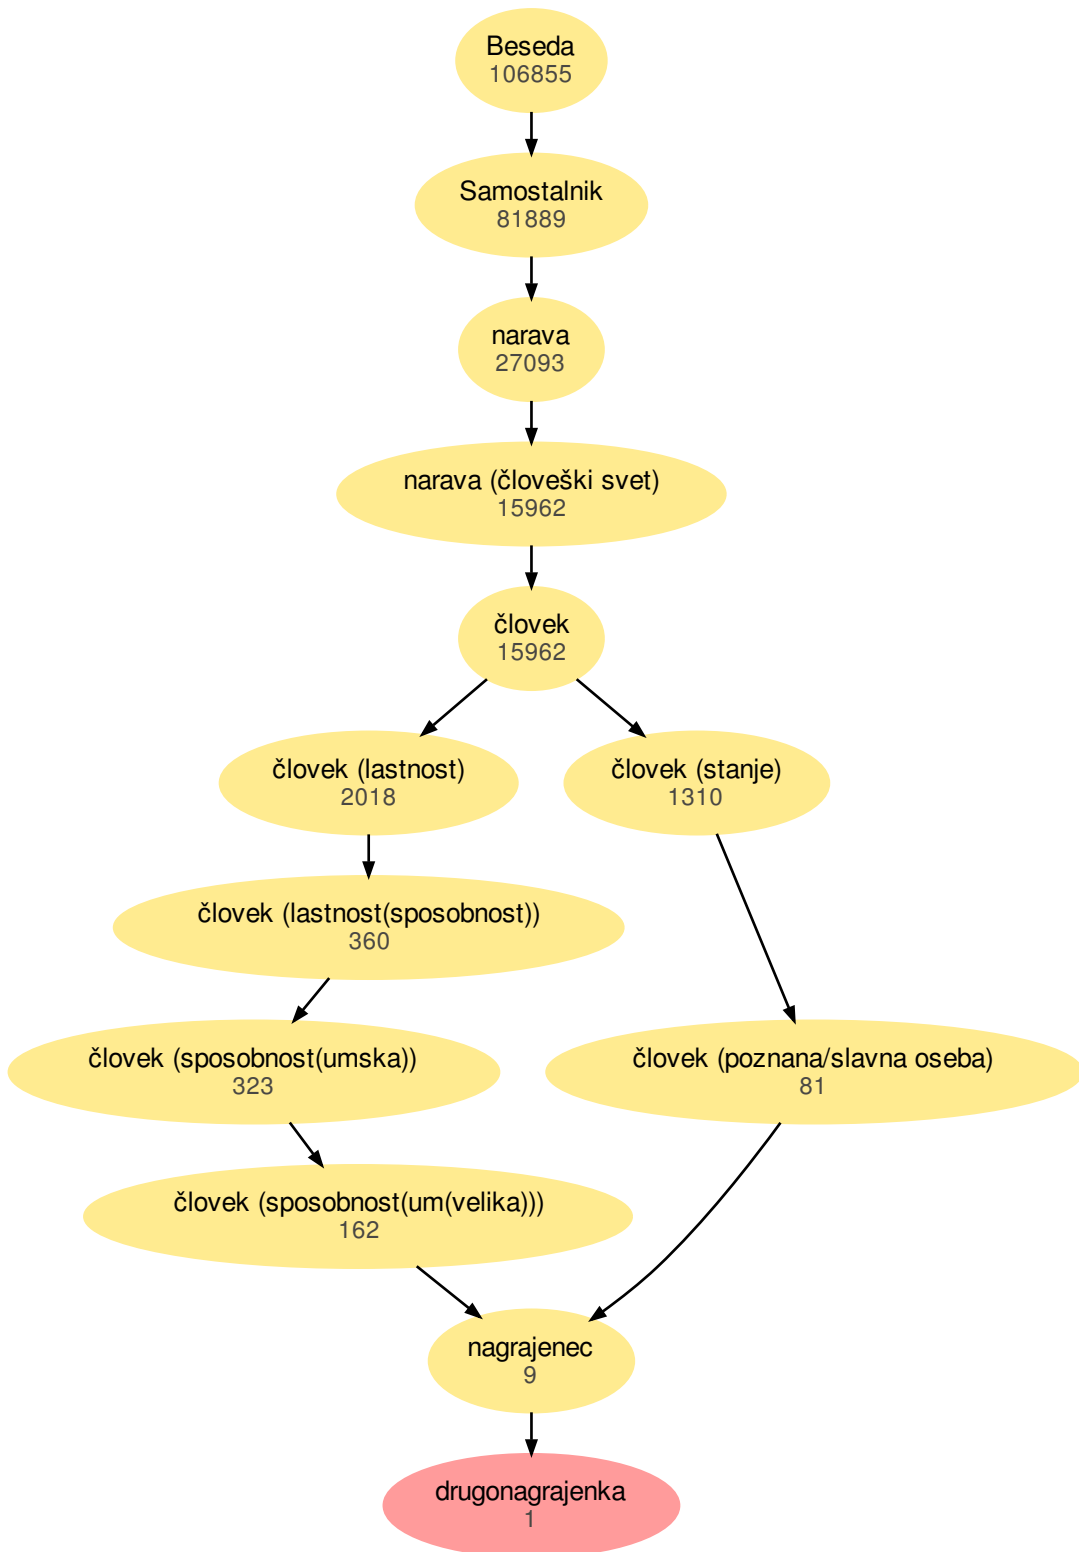 Beseda
106855
Samostalnik
81889
narava
27093
narava (človeški svet)
15962
človek
15962
človek (lastnost)
2018
človek (stanje)
1310
človek (lastnost(sposobnost))
360
človek (sposobnost(umska))
323
človek (poznana/slavna oseba)
81
človek (sposobnost(um(velika)))
162
nagrajenec
9
drugonagrajenka
1